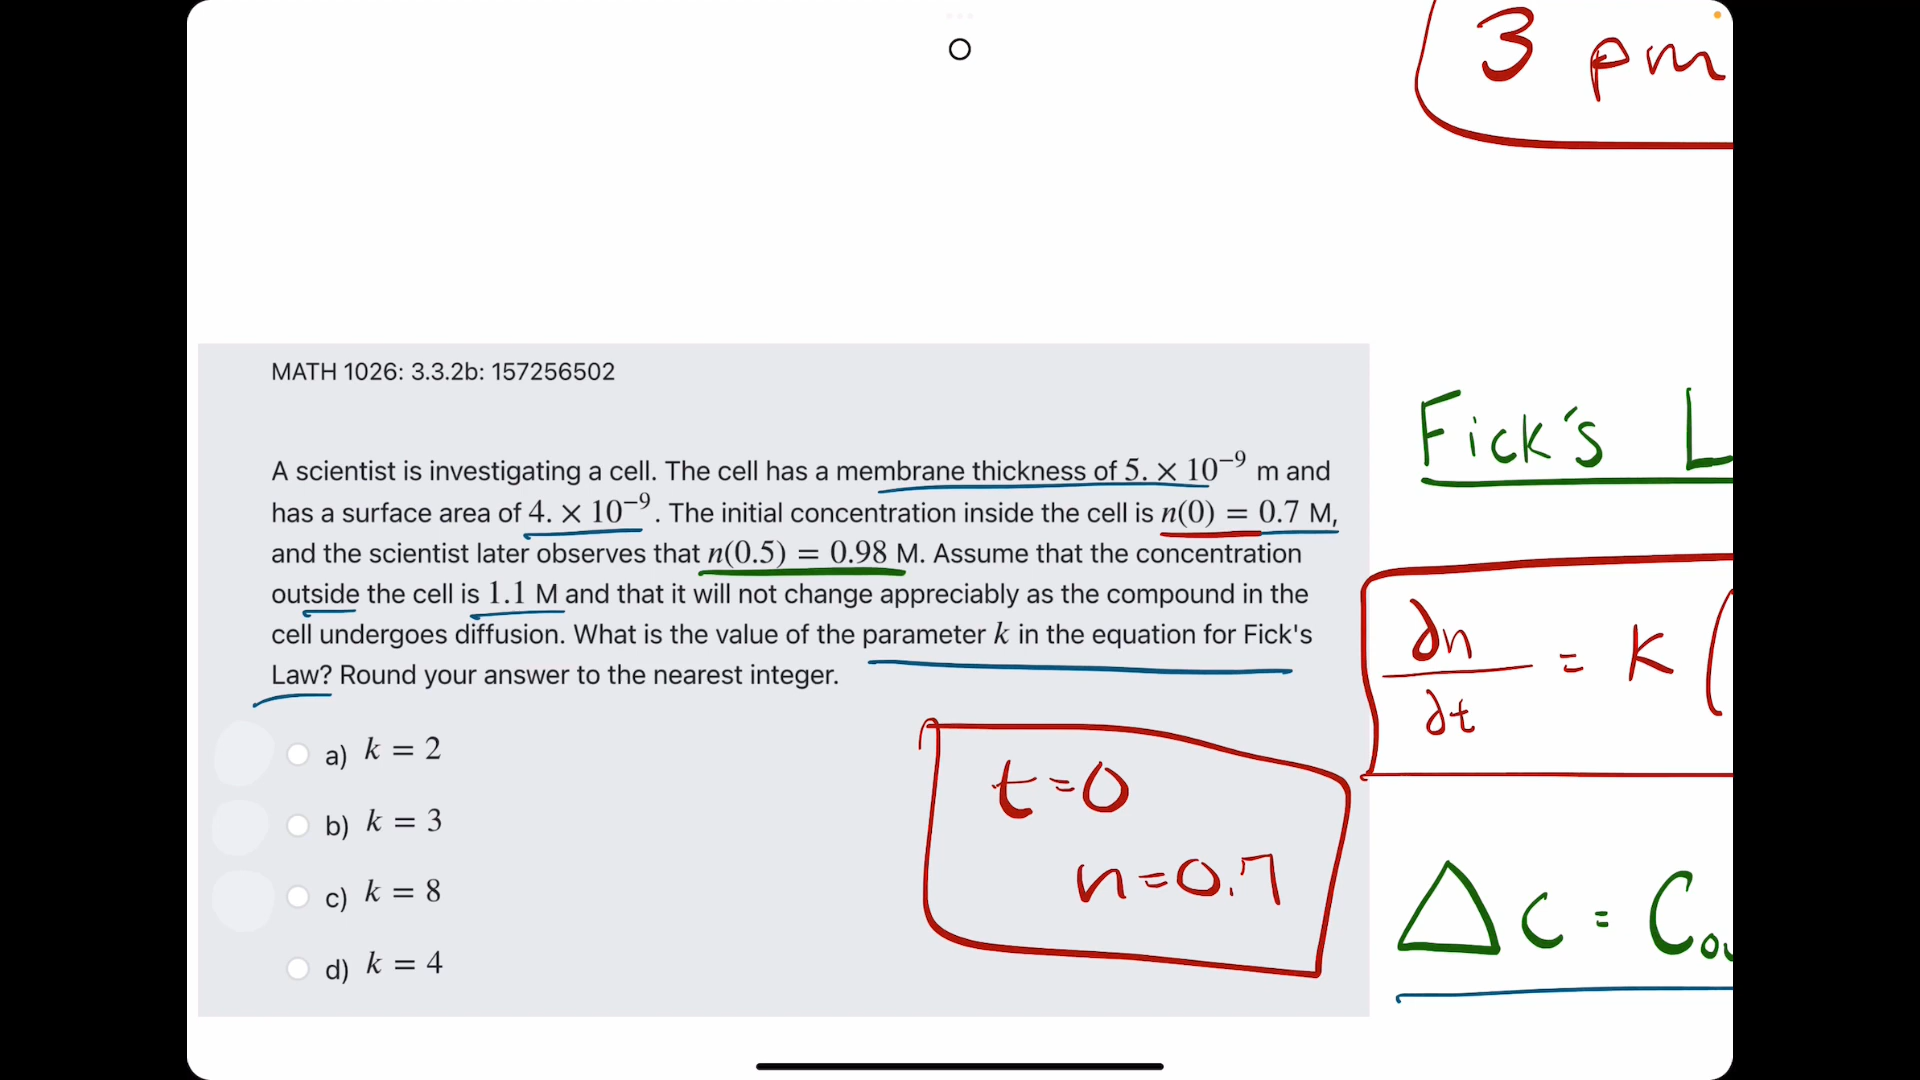 3 pm
MATH 1026: 3.3.2b: 157256502
A scientist is investigating a cell. The cell has a membrane thickness of 5. × 10⁻⁹ m and
has a surface area of 4. × 10⁻⁹. The initial concentration inside the cell is n(0) = 0.7 M,
and the scientist later observes that n(0.5) = 0.98 M. Assume that the concentration
outside the cell is 1.1 M and that it will not change appreciably as the compound in the
cell undergoes diffusion. What is the value of the parameter k in the equation for Fick's
Law? Round your answer to the nearest integer.
a) k = 2
b) k = 3
c) k = 8
d) k = 4
t=0
n=0.7
Fick's L
∂n/∂t = K (
Δc = Cou